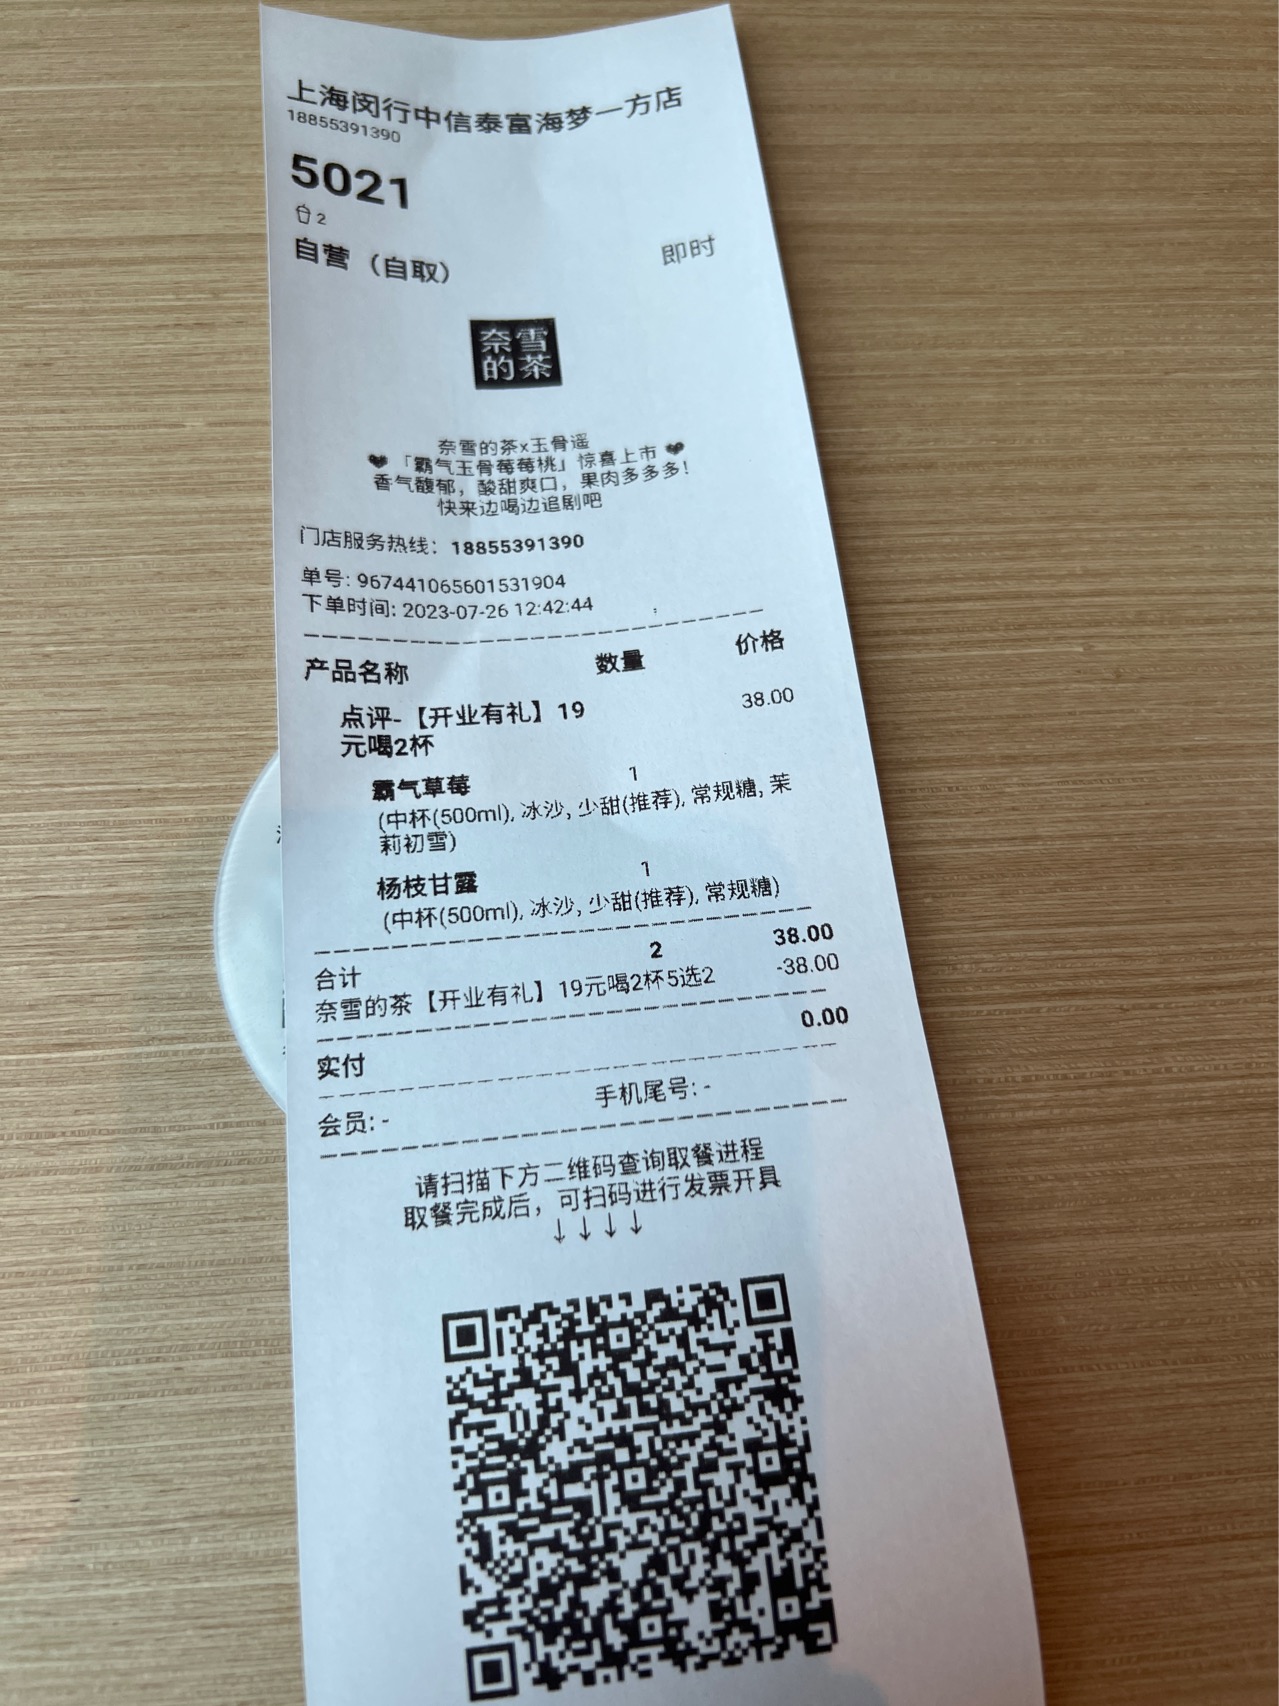 上海闵行中信泰富海梦一方店
18855391390
5021
2
自营（自取）
即时
奈雪
的茶
奈雪的茶x玉骨遥
❤「霸气玉骨莓莓桃」惊喜上市❤
香气馥郁，酸甜爽口，果肉多多多！
快来边喝边追剧吧
门店服务热线：18855391390
单号: 967441065601531904
下单时间: 2023-07-26 12:42:44
产品名称 数量 价格
点评-【开业有礼】19 38.00
元喝2杯
霸气草莓 1
(中杯(500ml), 冰沙, 少甜(推荐), 常规糖, 茉
莉初雪)
杨枝甘露 1
(中杯(500ml), 冰沙, 少甜(推荐), 常规糖)
合计 2 38.00
奈雪的茶【开业有礼】19元喝2杯5选2 -38.00
实付 0.00
会员: - 手机尾号: -
请扫描下方二维码查询取餐进程
取餐完成后，可扫码进行发票开具
↓↓↓↓